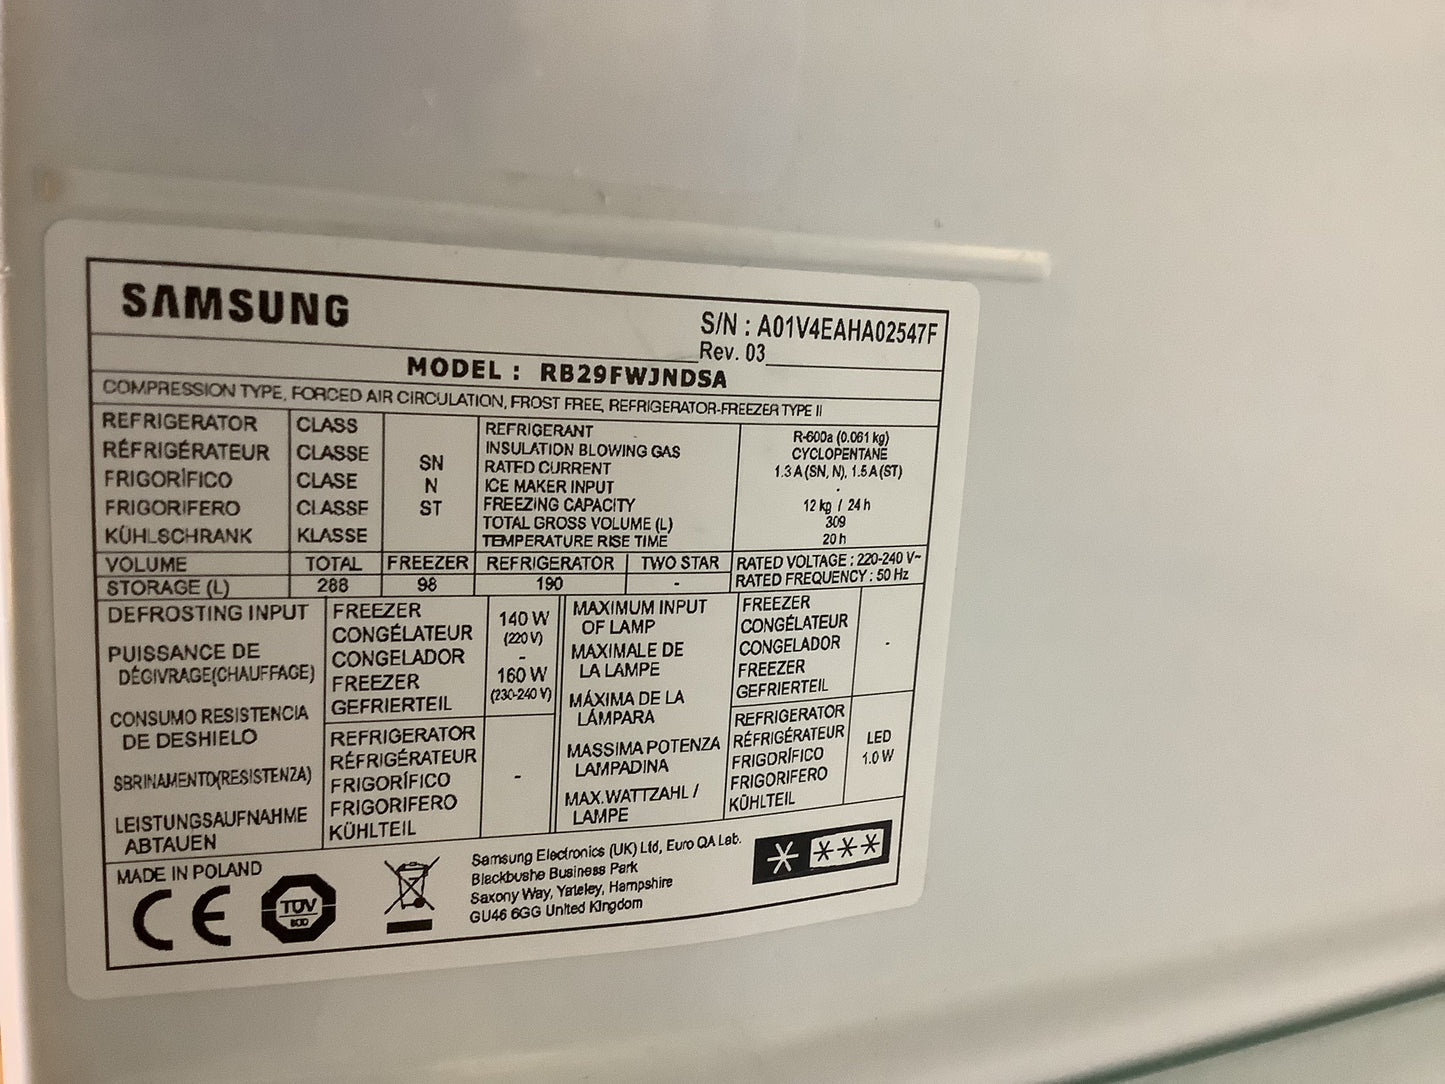 SAMSUNG
S/N : A01V4EAHA02547F
Rev. 03
MODEL : RB29FWJNDSA
COMPRESSION TYPE, FORCED AIR CIRCULATION, FROST FREE, REFRIGERATOR-FREEZER TYPE II
REFRIGERATOR CLASS
RÉFRIGÉRATEUR CLASSE
FRIGORÍFICO CLASE
FRIGORIFERO CLASSE
KÜHLSCHRANK KLASSE
SN
N
ST
REFRIGERANT R-600a (0.061 kg)
INSULATION BLOWING GAS CYCLOPENTANE
RATED CURRENT 1.3 A (SN, N), 1.5 A (ST)
ICE MAKER INPUT -
FREEZING CAPACITY 12 kg / 24 h
TOTAL GROSS VOLUME (L) 309
TEMPERATURE RISE TIME 20 h
VOLUME TOTAL FREEZER REFRIGERATOR TWO STAR RATED VOLTAGE : 220-240 V~
STORAGE (L) 288 98 190 - RATED FREQUENCY : 50 Hz
DEFROSTING INPUT
PUISSANCE DE
DÉGIVRAGE(CHAUFFAGE)
CONSUMO RESISTENCIA
DE DESHIELO
SBRINAMENTO(RESISTENZA)
LEISTUNGSAUFNAHME
ABTAUEN
FREEZER
CONGÉLATEUR
CONGELADOR
FREEZER
GEFRIERTEIL
140 W
(220 V)
-
160 W
(230-240 V)
REFRIGERATOR
RÉFRIGÉRATEUR
FRIGORÍFICO
FRIGORIFERO
KÜHLTEIL
-
MAXIMUM INPUT
OF LAMP
MAXIMALE DE
LA LAMPE
MÁXIMA DE LA
LÁMPARA
MASSIMA POTENZA
LAMPADINA
MAX.WATTZAHL /
LAMPE
FREEZER
CONGÉLATEUR
CONGELADOR
FREEZER
GEFRIERTEIL
-
REFRIGERATOR
RÉFRIGÉRATEUR
FRIGORÍFICO
FRIGORIFERO
KÜHLTEIL
LED
1.0 W
MADE IN POLAND
CE
TÜV
Samsung Electronics (UK) Ltd, Euro QA Lab.
Blackbushe Business Park
Saxony Way, Yateley, Hampshire
GU46 6GG United Kingdom